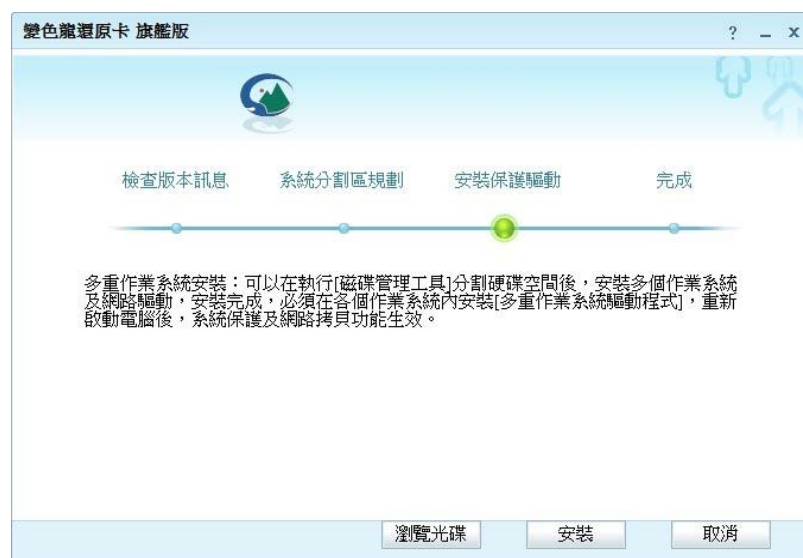 變色龍還原卡 旗艦版 ? _ x
檢查版本訊息 系統分割區規劃 安裝保護驅動 完成
多重作業系統安裝：可以在執行[磁碟管理工具]分割硬碟空間後，安裝多個作業系統
及網路驅動，安裝完成，必須在各個作業系統內安裝[多重作業系統驅動程式]，重新
啟動電腦後，系統保護及網路拷貝功能生效。
瀏覽光碟 安裝 取消